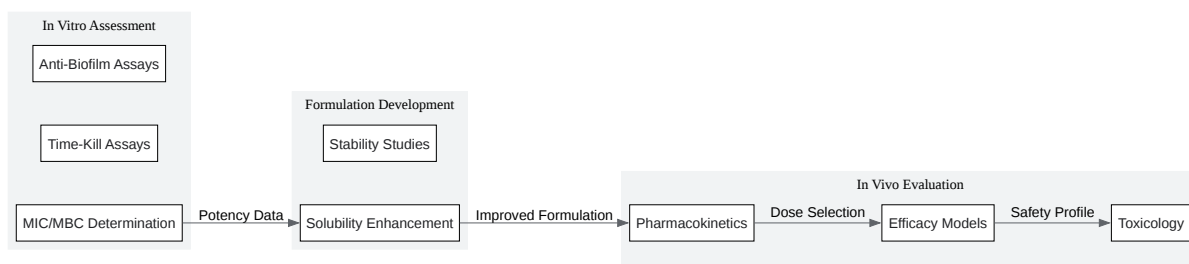 In Vitro Assessment
Anti-Biofilm Assays
Time-Kill Assays
MIC/MBC Determination
Potency Data
Formulation Development
Stability Studies
Solubility Enhancement
Improved Formulation
In Vivo Evaluation
Pharmacokinetics
Dose Selection
Efficacy Models
Safety Profile
Toxicology